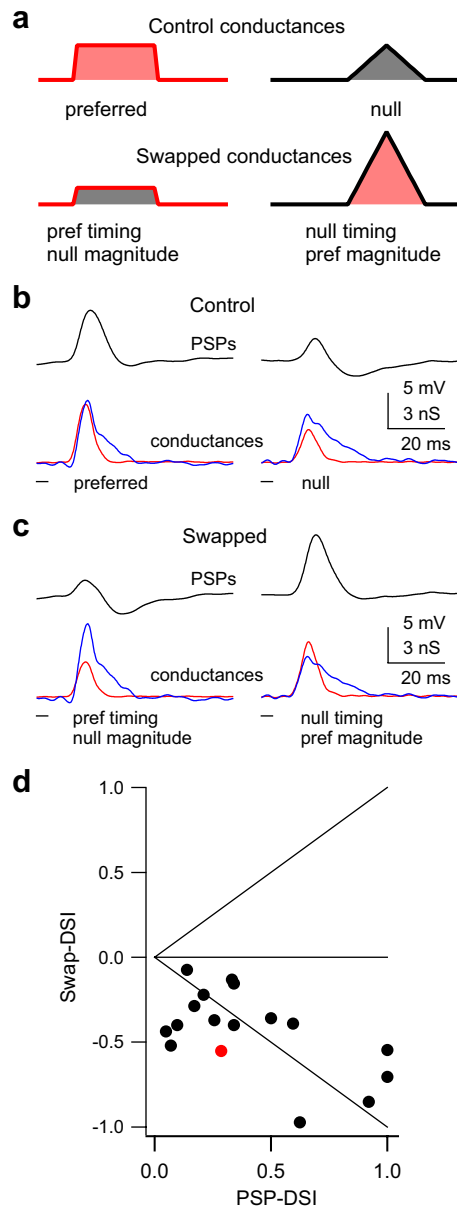 a
Control conductances
preferred
null
Swapped conductances
pref timing
null magnitude
null timing
pref magnitude
b
Control
PSPs
5 mV
3 nS
20 ms
conductances
preferred
null
c
Swapped
PSPs
5 mV
3 nS
20 ms
conductances
pref timing
null magnitude
null timing
pref magnitude
d
1.0
0.5
0.0
-0.5
-1.0
Swap-DSI
0.0
0.5
1.0
PSP-DSI